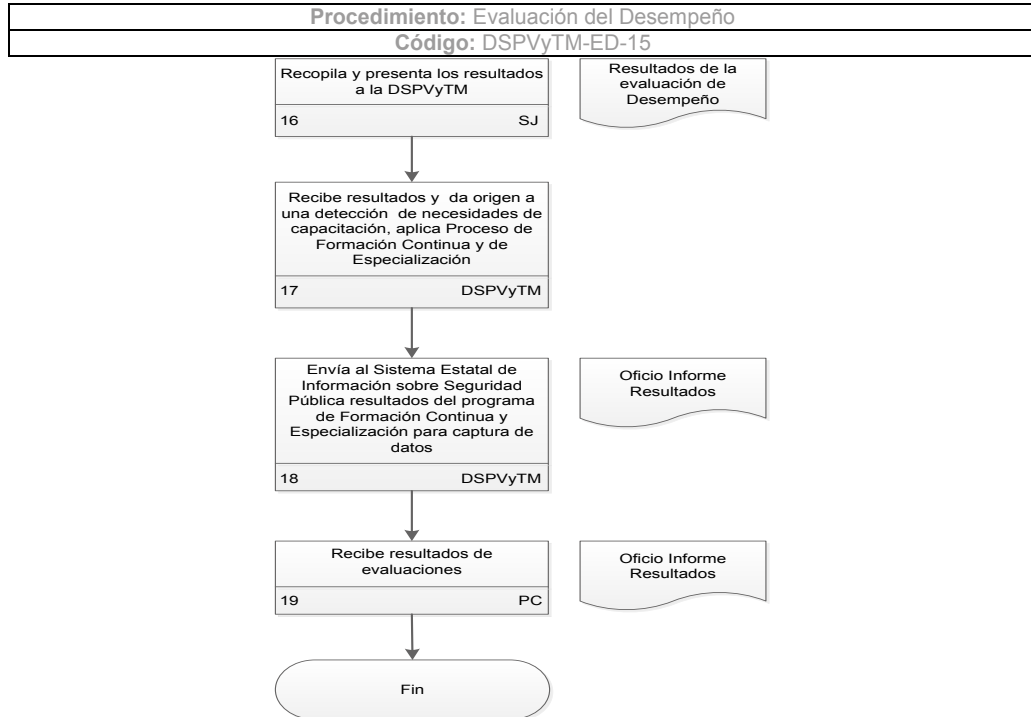 Procedimiento: Evaluación del Desempeño
Código: DSPVyTM-ED-15
Recopila y presenta los resultados
a la DSPVyTM
16 SJ
Resultados de la
evaluación de
Desempeño
Recibe resultados y da origen a
una detección de necesidades de
capacitación, aplica Proceso de
Formación Continua y de
Especialización
17 DSPVyTM
Envía al Sistema Estatal de
Información sobre Seguridad
Pública resultados del programa
de Formación Continua y
Especialización para captura de
datos
18 DSPVyTM
Oficio Informe
Resultados
Recibe resultados de
evaluaciones
19 PC
Oficio Informe
Resultados
Fin